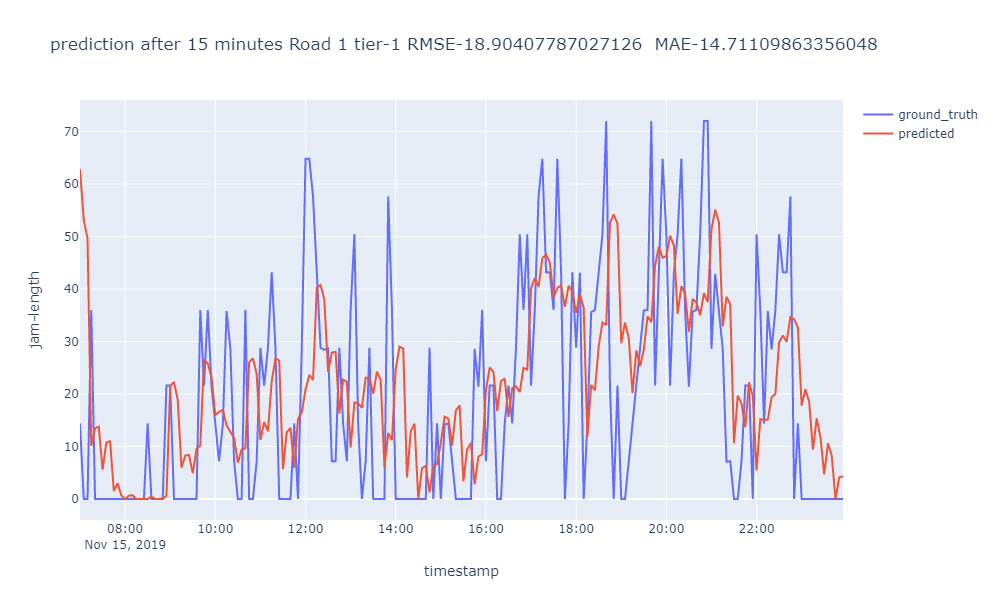 prediction after 15 minutes Road 1 tier-1 RMSE-18.90407787027126  MAE-14.71109863356048
ground_truth
predicted
70
60
50
40
30
20
10
0
jam-length
08:00 10:00 12:00 14:00 16:00 18:00 20:00 22:00
Nov 15, 2019
timestamp